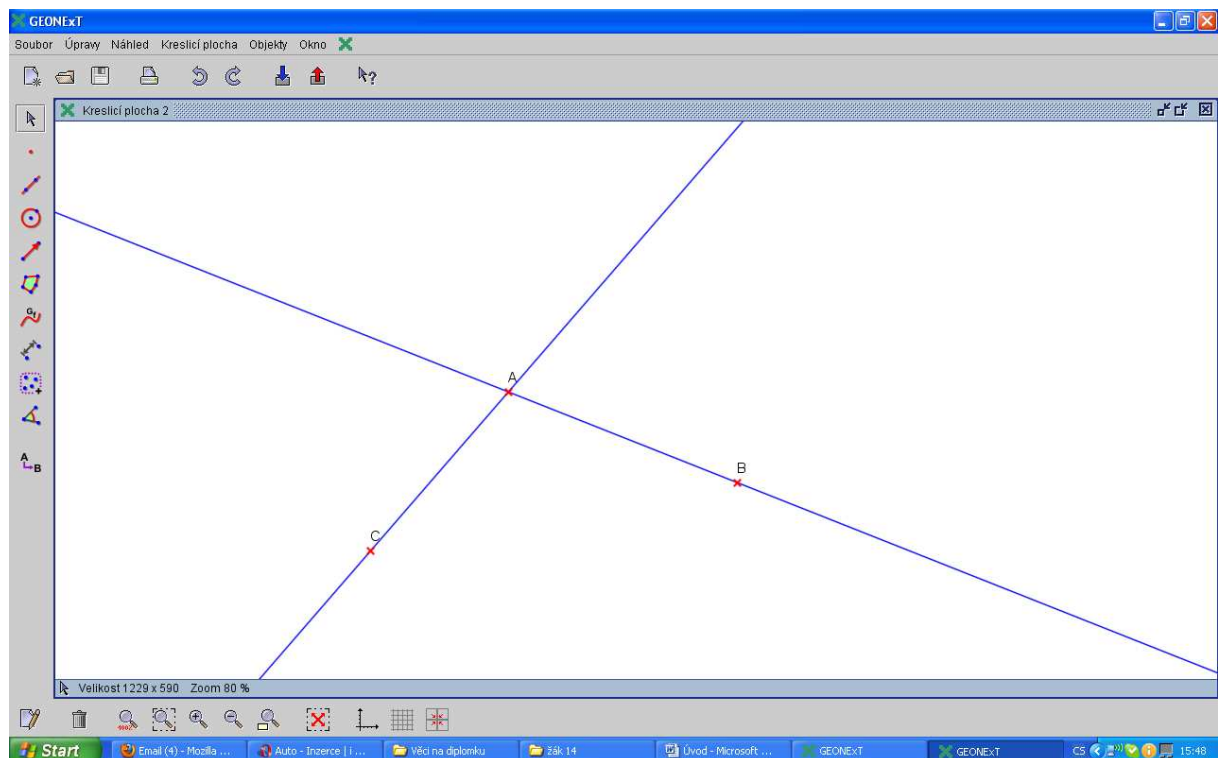 GEONExT
Soubor Úpravy Náhled Kreslicí plocha Objekty Okno
Kreslicí plocha 2
A
B
C
A
B
Velikost 1229 x 590 Zoom 80 %
Start Email (4) - Mozilla ... Auto - Inzerce | i ... Věci na diplomku žák 14 Úvod - Microsoft ... GEONExT GEONExT CS 15:48